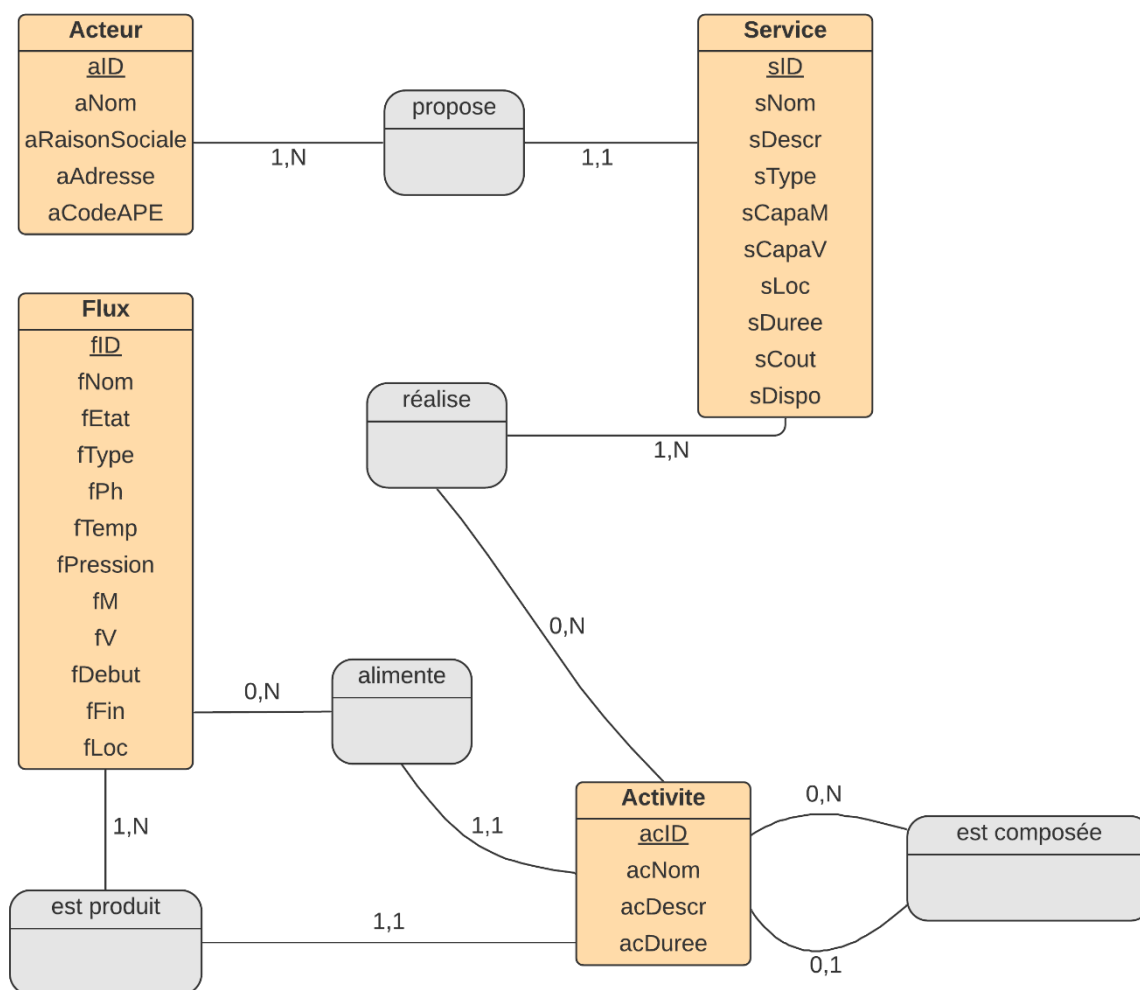 Acteur
aID
aNom
aRaisonSociale
aAdresse
aCodeAPE
1,N
propose
1,1
Service
sID
sNom
sDescr
sType
sCapaM
sCapaV
sLoc
sDuree
sCout
sDispo
Flux
fID
fNom
fEtat
fType
fPh
fTemp
fPression
fM
fV
fDebut
fFin
fLoc
réalise
1,N
0,N
0,N
alimente
1,1
1,N
est produit
1,1
Activite
acID
acNom
acDescr
acDuree
0,N
est composée
0,1